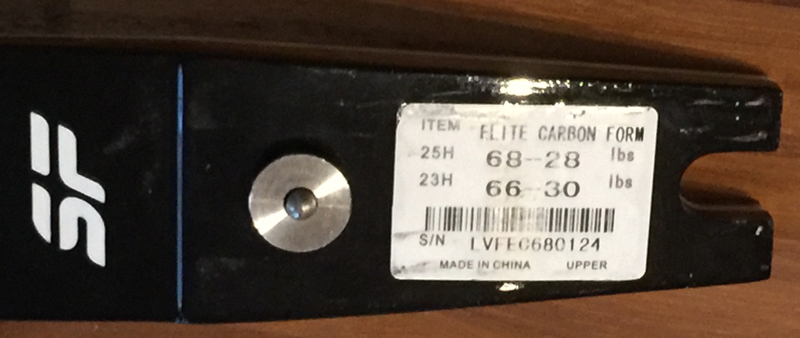 SF
ITEM ELITE CARBON FORM
25H 68-28 lbs
23H 66-30 lbs
S/N LVFEC680124
MADE IN CHINA UPPER